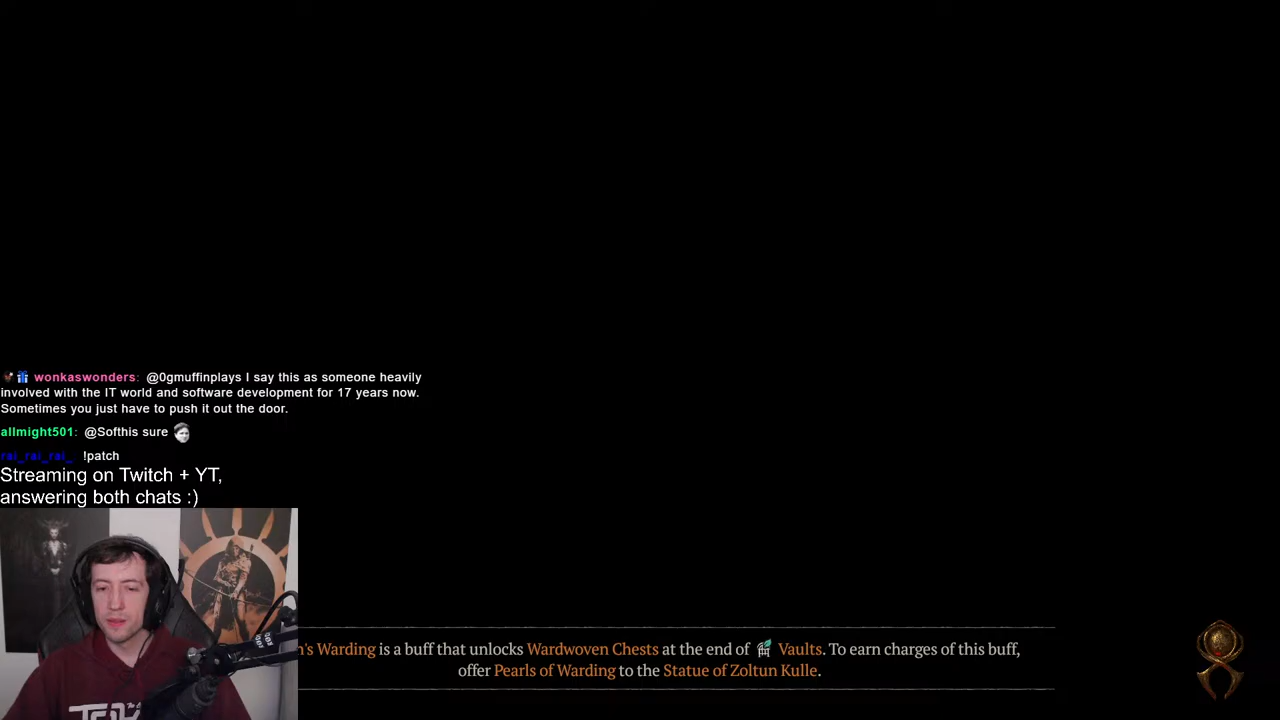 wonkaswonders: @0gmuffinplays I say this as someone heavily
involved with the IT world and software development for 17 years now.
Sometimes you just have to push it out the door.
allmight501: @Softhis sure
rai_rai_rai_: !patch
Streaming on Twitch + YT,
answering both chats :)
n's Warding is a buff that unlocks Wardwoven Chests at the end of Vaults. To earn charges of this buff,
offer Pearls of Warding to the Statue of Zoltun Kulle.